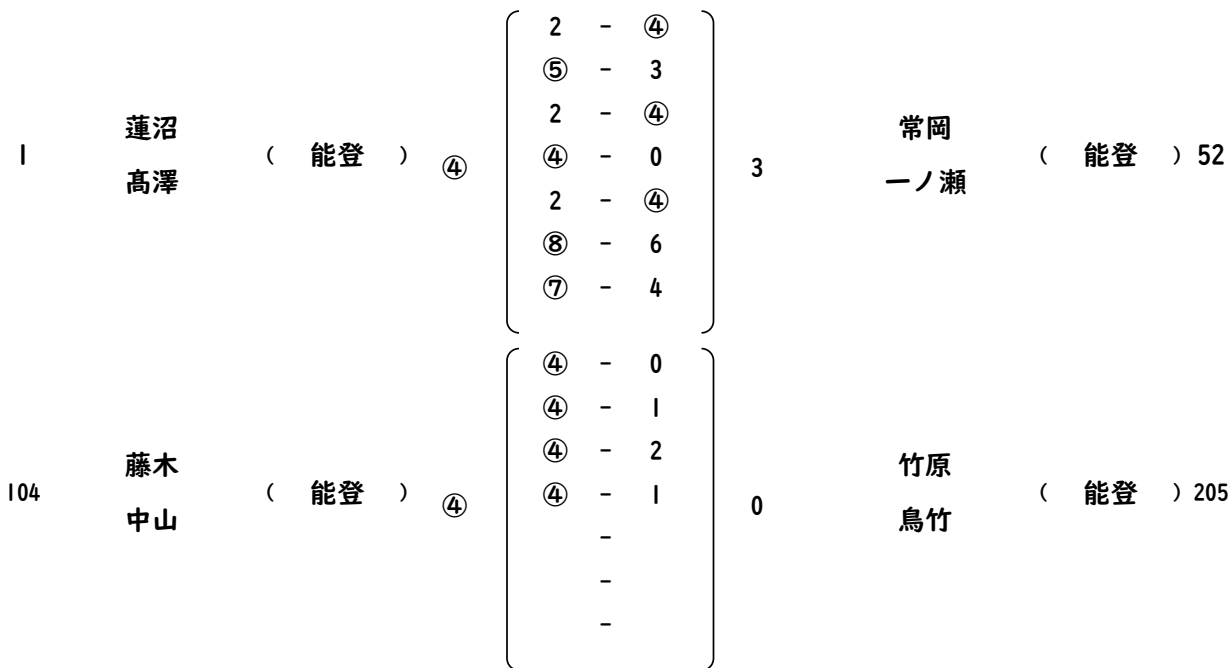 2 - ④
⑤ - 3
2 - ④
1 蓮沼 髙澤 ( 能登 ) ④ ④ - 0 3 常岡 一ノ瀬 ( 能登 ) 52
2 - ④
⑧ - 6
⑦ - 4
④ - 0
④ - 1
④ - 2
104 藤木 中山 ( 能登 ) ④ ④ - 1 0 竹原 鳥竹 ( 能登 ) 205
-
-
-